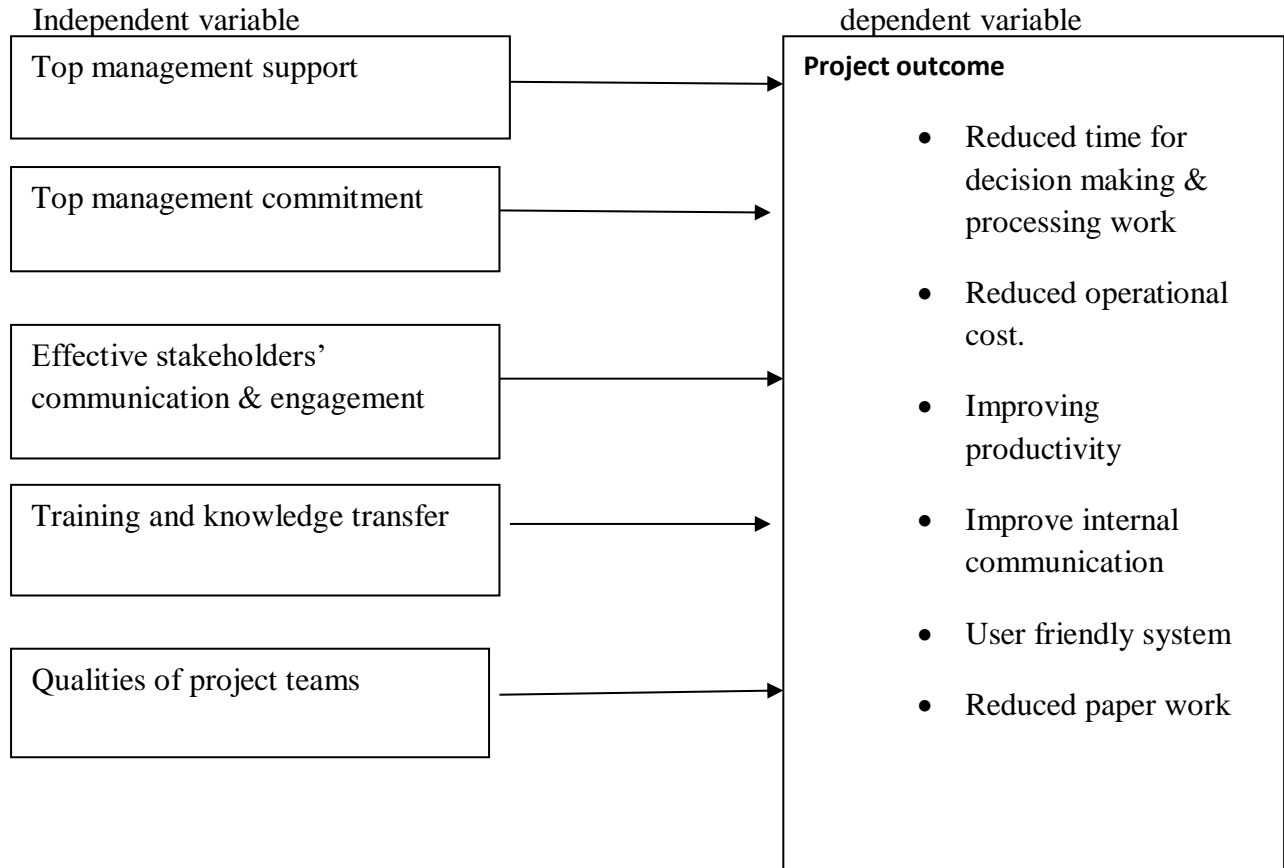 Independent variable
dependent variable
Top management support
Top management commitment
Effective stakeholders’
communication & engagement
Training and knowledge transfer
Qualities of project teams
Project outcome
• Reduced time for
decision making &
processing work
• Reduced operational
cost.
• Improving
productivity
• Improve internal
communication
• User friendly system
• Reduced paper work